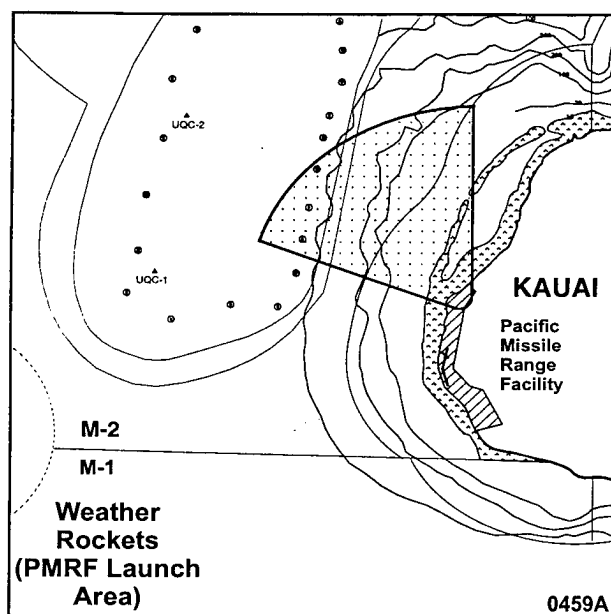 UQC-2
UQC-1
KAUAI
Pacific
Missile
Range
Facility
M-2
M-1
Weather
Rockets
(PMRF Launch
Area)
0459A